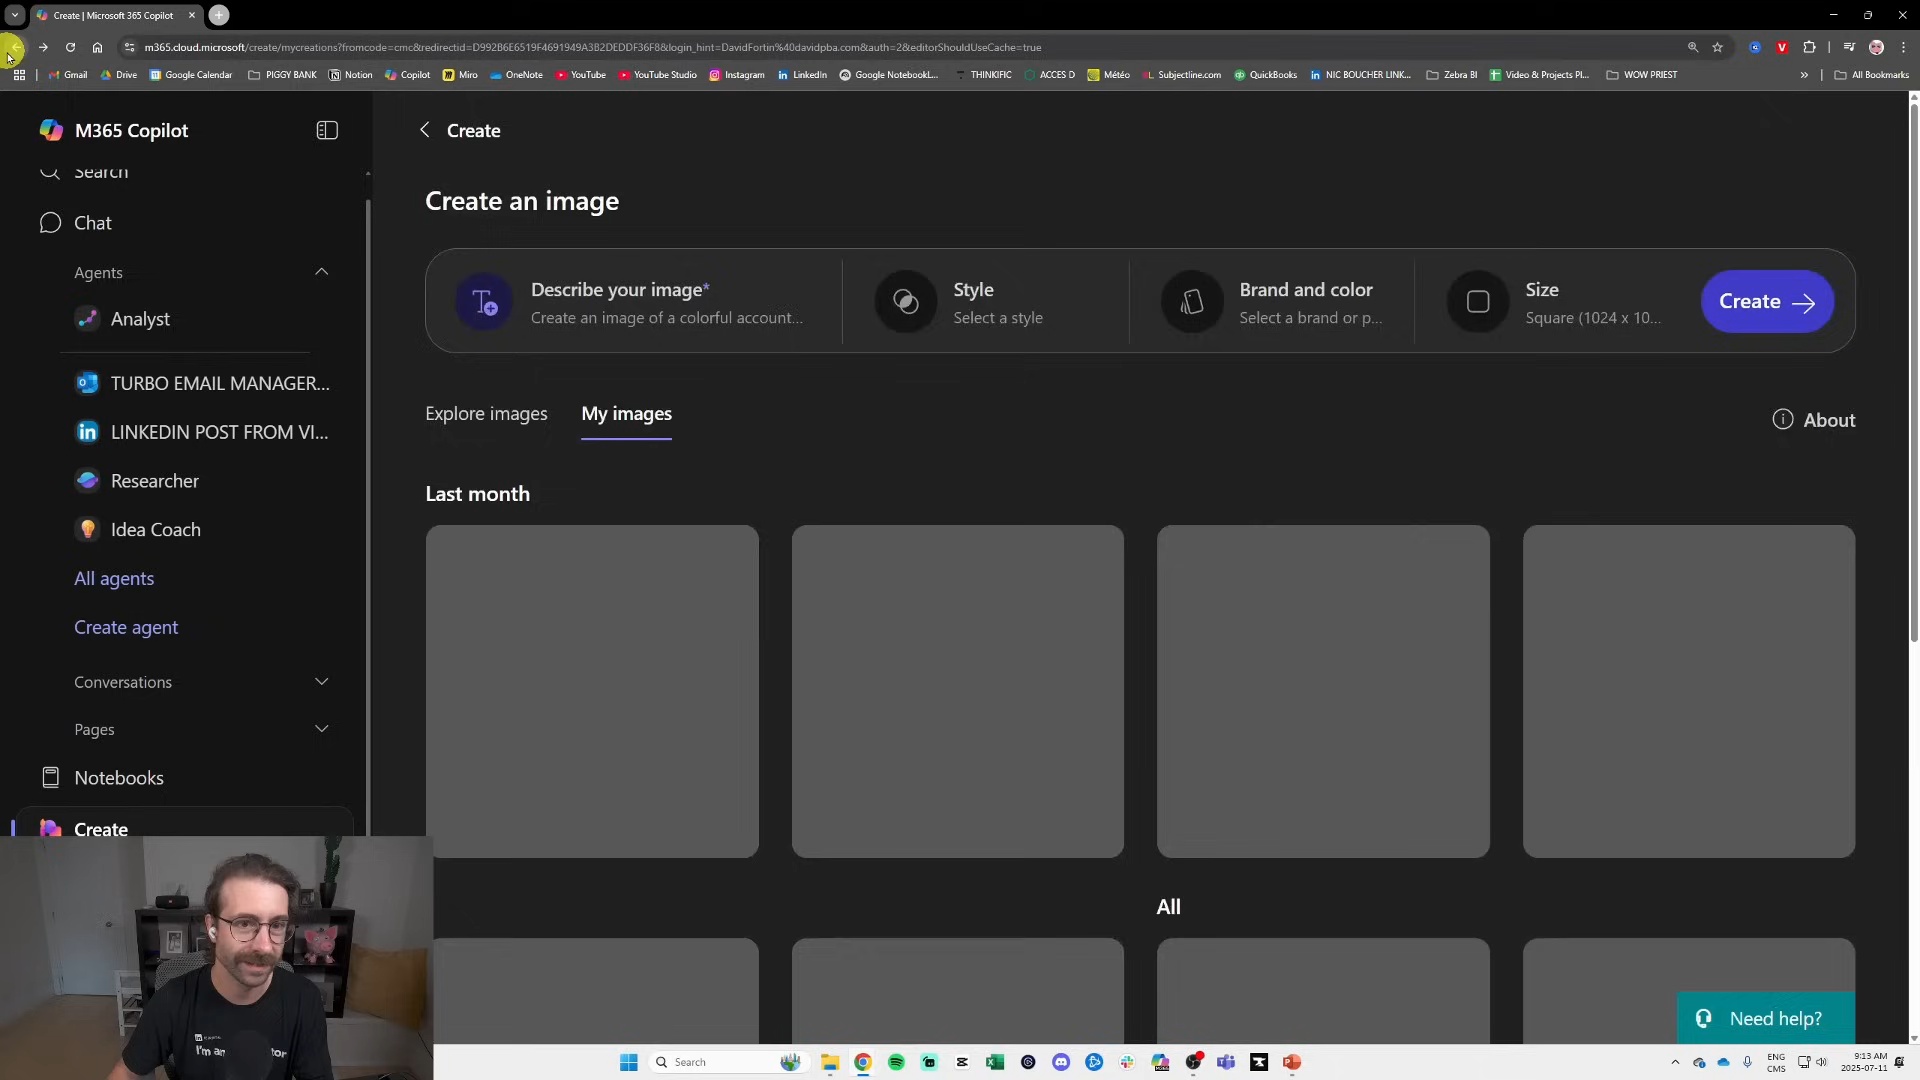 Create | Microsoft 365 Copilot
m365.cloud.microsoft/create/mycreations?fromcode=cmc&redirectid=D992B6E6519F4691949A3B2DEDDF36F8&login_hint=DavidFortin%40davidpba.com&auth=2&editorShouldUseCache=true
Gmail Drive Google Calendar PIGGY BANK Notion Copilot Miro OneNote YouTube YouTube Studio Instagram LinkedIn Google NotebookL... THINKIFIC ACCES D Météo Subjectline.com QuickBooks NIC BOUCHER LINK... Zebra BI Video & Projects Pl... WOW PRIEST » All Bookmarks
M365 Copilot
Search
Chat
Agents
Analyst
TURBO EMAIL MANAGER...
LINKEDIN POST FROM VI...
Researcher
Idea Coach
All agents
Create agent
Conversations
Pages
Notebooks
Create
Create
Create an image
Describe your image*
Create an image of a colorful account...
Style
Select a style
Brand and color
Select a brand or p...
Size
Square (1024 x 10...
Create
Explore images
My images
About
Last month
All
Need help?
I'm an
tor
Search
ENG
CMS
9:13 AM
2025-07-11